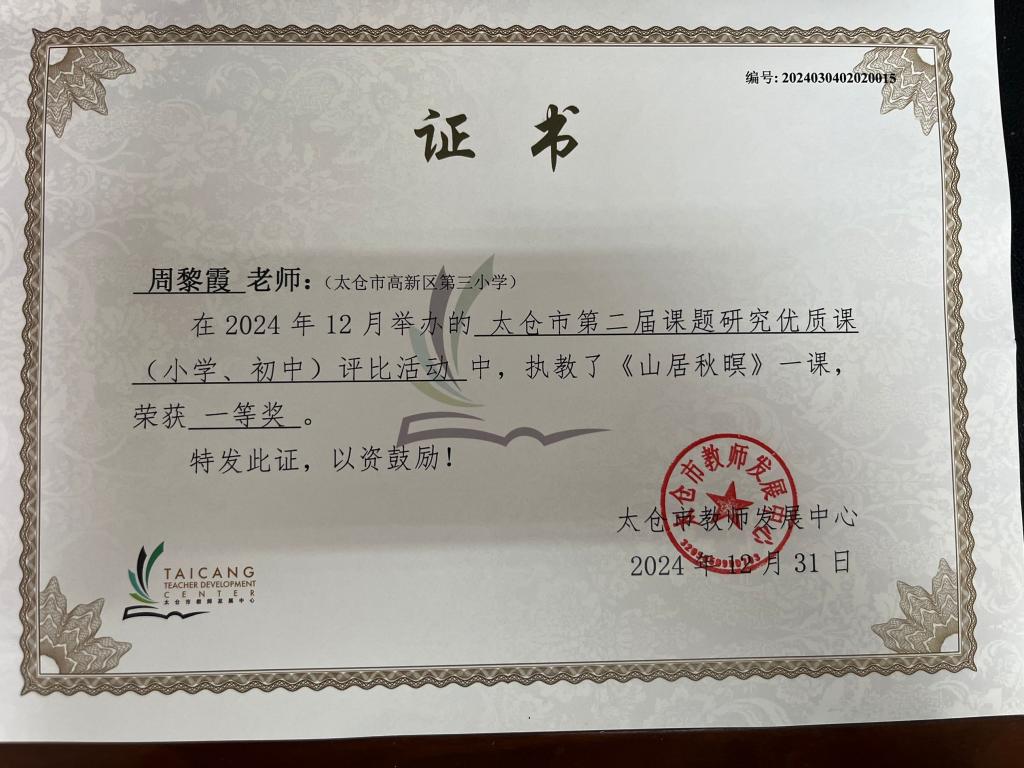 编号: 2024030402020015
证 书
周黎霞 老师：（太仓市高新区第三小学）
在 2024 年 12 月举办的 太仓市第二届课题研究优质课
（小学、初中）评比活动 中，执教了《山居秋暝》一课，
荣获 一等奖 。
特发此证，以资鼓励！
太仓市教师发展中心
太仓市教师发展中心
2024 年 12 月 31 日
TAICANG
TEACHER DEVELOPMENT
CENTER
太仓市教师发展中心